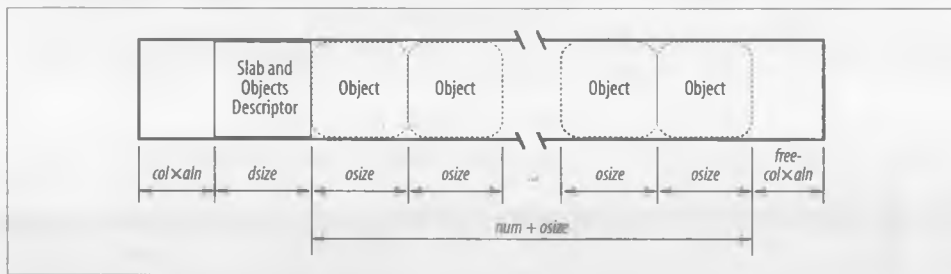 Slab and
Objects
Descriptor
Object
Object
Object
Object
col×aln
dsize
osize
osize
osize
osize
free-
col×aln
num + osize